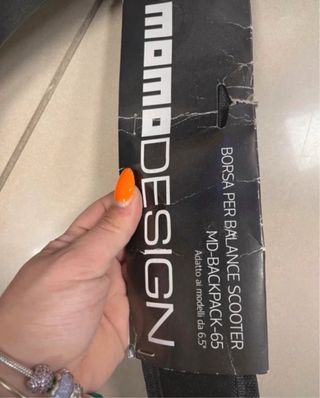 MOMODESIGN
BORSA PER BALANCE SCOOTER
MD-BACKPACK-65
Adatto ai modelli da 6.5"